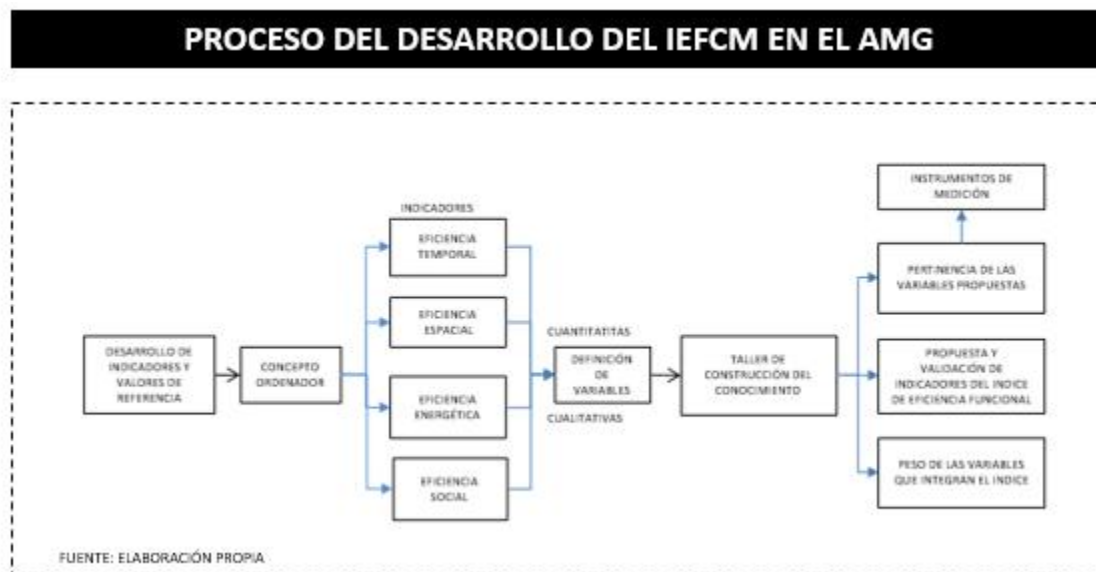 PROCESO DEL DESARROLLO DEL IEFCM EN EL AMG
DESARROLLO DE
INDICADORES Y
VALORES DE
REFERENCIA
CONCEPTO
ORDENADOR
INDICADORES
EFICIENCIA
TEMPORAL
EFICIENCIA
ESPACIAL
EFICIENCIA
ENERGÉTICA
EFICIENCIA
SOCIAL
CUANTITATITAS
DEFINICIÓN
DE
VARIABLES
CUALITATIVAS
TALLER DE
CONSTRUCCIÓN DEL
CONOCIMIENTO
INSTRUMENTOS DE
MEDICIÓN
PERTINENCIA DE LAS
VARIABLES PROPUESTAS
PROPUESTA Y
VALIDACIÓN DE
INDICADORES DEL INDICE
DE EFICIENCIA FUNCIONAL
PESO DE LAS VARIABLES
QUE INTEGRAN EL INDICE
FUENTE: ELABORACIÓN PROPIA